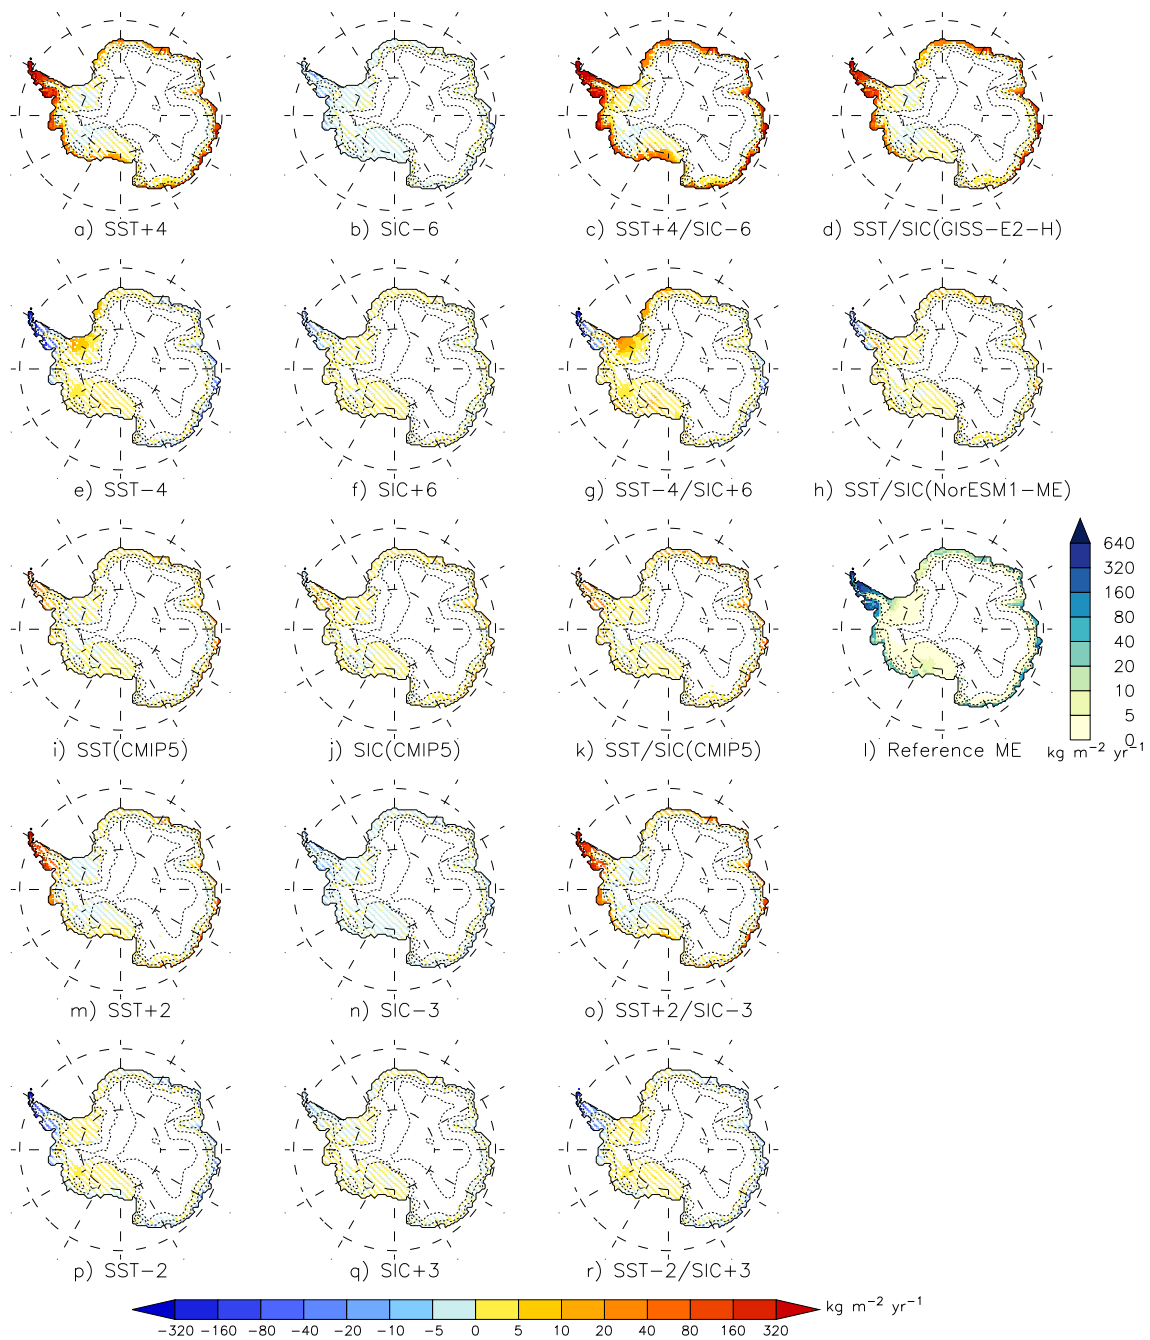 a) SST+4
b) SIC−6
c) SST+4/SIC−6
d) SST/SIC(GISS−E2−H)
e) SST−4
f) SIC+6
g) SST−4/SIC+6
h) SST/SIC(NorESM1−ME)
i) SST(CMIP5)
j) SIC(CMIP5)
k) SST/SIC(CMIP5)
l) Reference ME
640
320
160
80
40
20
10
5
0
kg m−2 yr−1
m) SST+2
n) SIC−3
o) SST+2/SIC−3
p) SST−2
q) SIC+3
r) SST−2/SIC+3
kg m−2 yr−1
−320 −160 −80 −40 −20 −10 −5 0 5 10 20 40 80 160 320